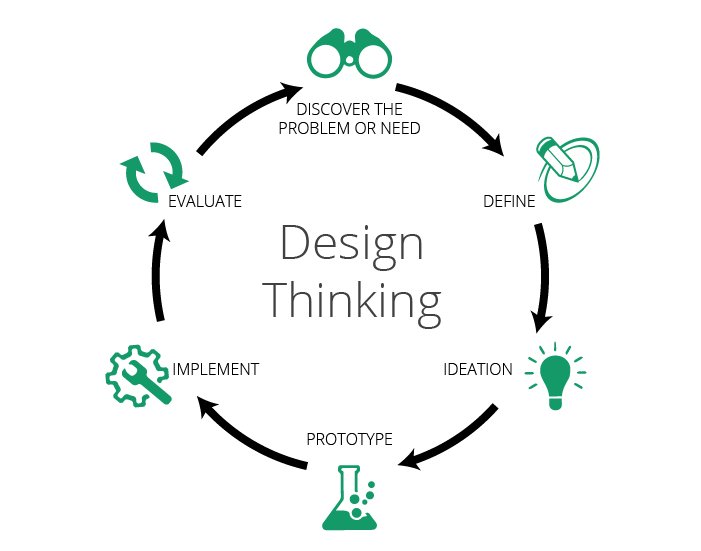 DISCOVER THE
PROBLEM OR NEED
DEFINE
IDEATION
PROTOTYPE
IMPLEMENT
EVALUATE
Design
Thinking